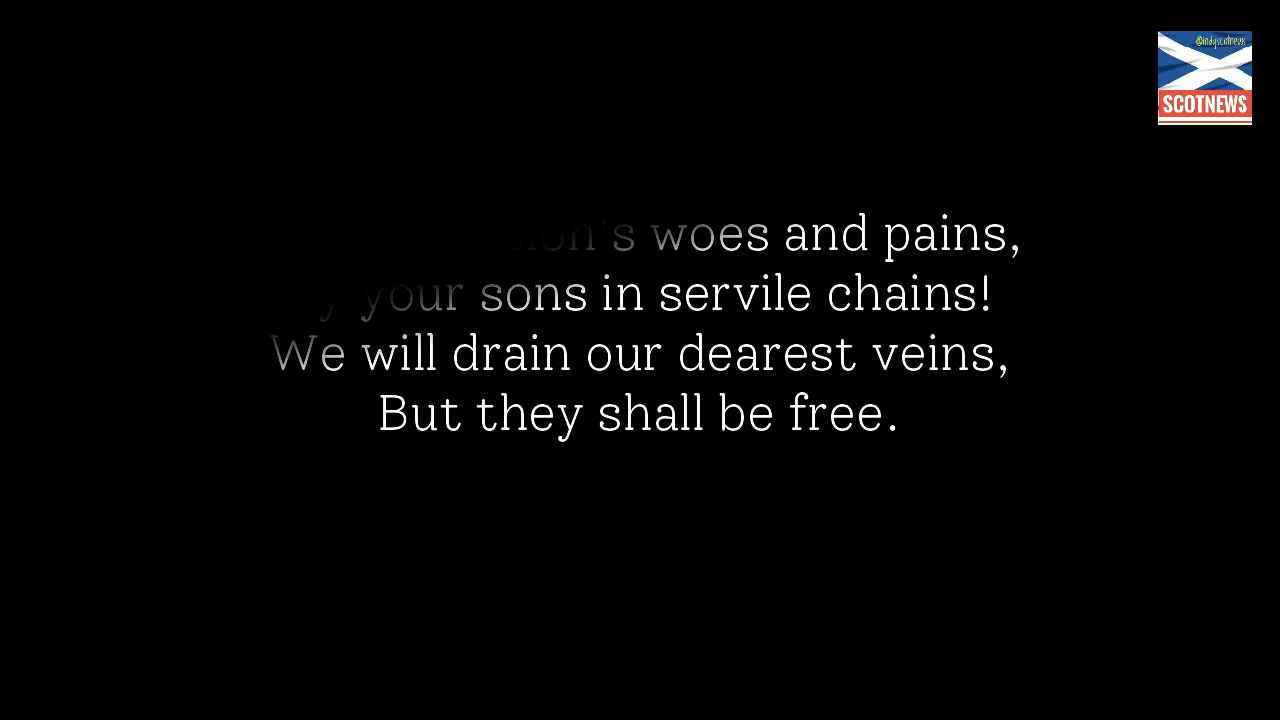 @indyscotnews
SCOTNEWS
woes and pains,
your sons in servile chains!
We will drain our dearest veins,
But they shall be free.